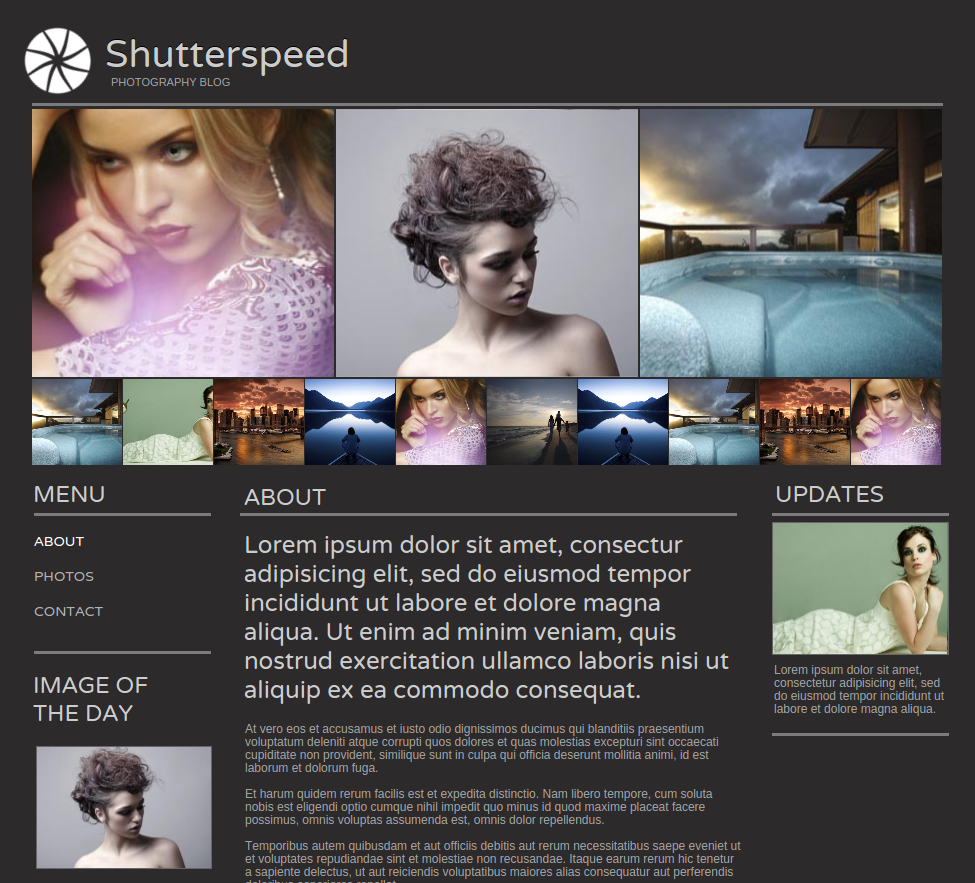 Shutterspeed
PHOTOGRAPHY BLOG
MENU
ABOUT
PHOTOS
CONTACT
IMAGE OF
THE DAY
ABOUT
Lorem ipsum dolor sit amet, consectur
adipisicing elit, sed do eiusmod tempor
incididunt ut labore et dolore magna
aliqua. Ut enim ad minim veniam, quis
nostrud exercitation ullamco laboris nisi ut
aliquip ex ea commodo consequat.
At vero eos et accusamus et iusto odio dignissimos ducimus qui blanditiis praesentium
voluptatum deleniti atque corrupti quos dolores et quas molestias excepturi sint occaecati
cupiditate non provident, similique sunt in culpa qui officia deserunt mollitia animi, id est
laborum et dolorum fuga.
Et harum quidem rerum facilis est et expedita distinctio. Nam libero tempore, cum soluta
nobis est eligendi optio cumque nihil impedit quo minus id quod maxime placeat facere
possimus, omnis voluptas assumenda est, omnis dolor repellendus.
Temporibus autem quibusdam et aut officiis debitis aut rerum necessitatibus saepe eveniet ut
et voluptates repudiandae sint et molestiae non recusandae. Itaque earum rerum hic tenetur
a sapiente delectus, ut aut reiciendis voluptatibus maiores alias consequatur aut perferendis
UPDATES
Lorem ipsum dolor sit amet,
consectetur adipisicing elit, sed
do eiusmod tempor incididunt ut
labore et dolore magna aliqua.